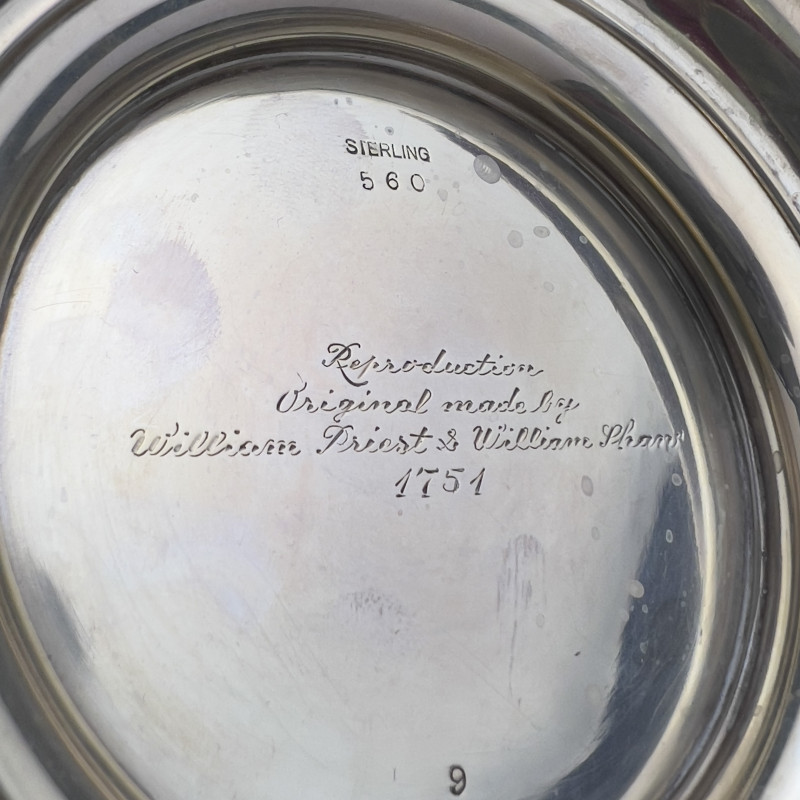 STERLING
560
Reproduction
Original made by
William Priest & William Shaw
1751
9